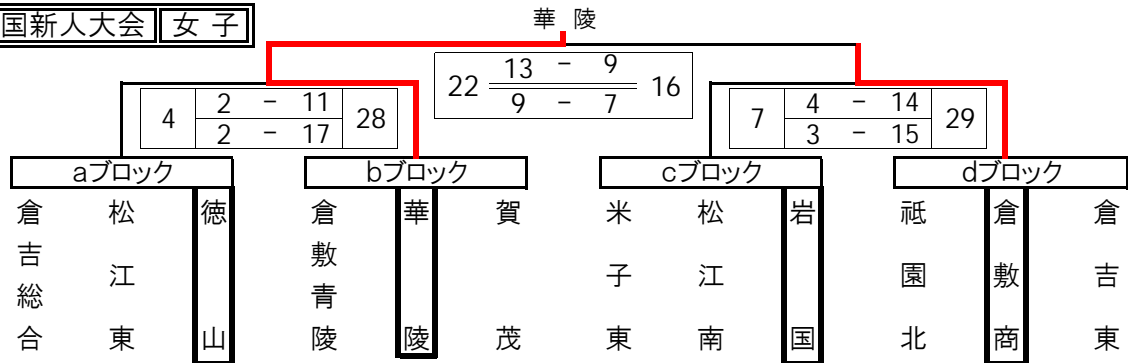 国新人大会 女子
華陵
22 13 - 9 16
9 - 7
4 2 - 11 28
2 - 17
7 4 - 14 29
3 - 15
aブロック bブロック cブロック dブロック
倉吉総合
松江東
徳山
倉敷青陵
華陵
賀茂
米子東
松江南
岩国
祇園北
倉敷商
倉吉東